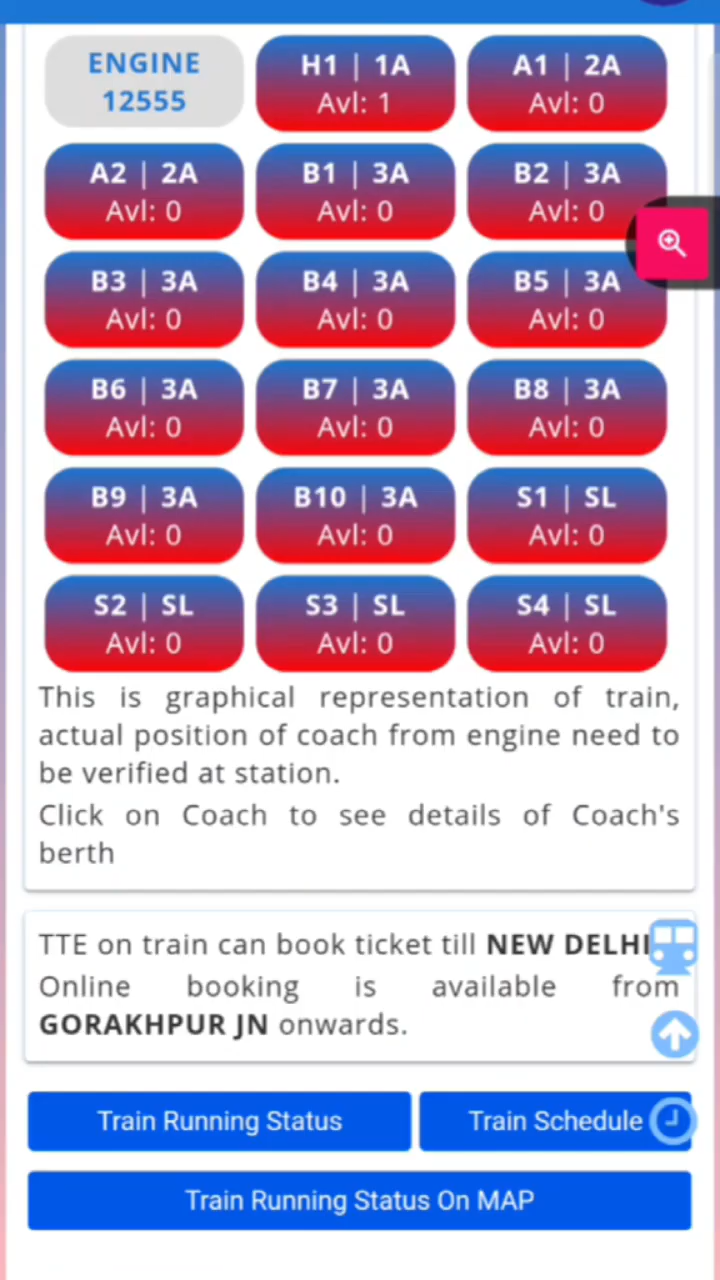 ENGINE
12555
H1 | 1A
Avl: 1
A1 | 2A
Avl: 0
A2 | 2A
Avl: 0
B1 | 3A
Avl: 0
B2 | 3A
Avl: 0
B3 | 3A
Avl: 0
B4 | 3A
Avl: 0
B5 | 3A
Avl: 0
B6 | 3A
Avl: 0
B7 | 3A
Avl: 0
B8 | 3A
Avl: 0
B9 | 3A
Avl: 0
B10 | 3A
Avl: 0
S1 | SL
Avl: 0
S2 | SL
Avl: 0
S3 | SL
Avl: 0
S4 | SL
Avl: 0
This is graphical representation of train,
actual position of coach from engine need to
be verified at station.
Click on Coach to see details of Coach's
berth
TTE on train can book ticket till NEW DELHI
Online booking is available from
GORAKHPUR JN onwards.
Train Running Status
Train Schedule
Train Running Status On MAP